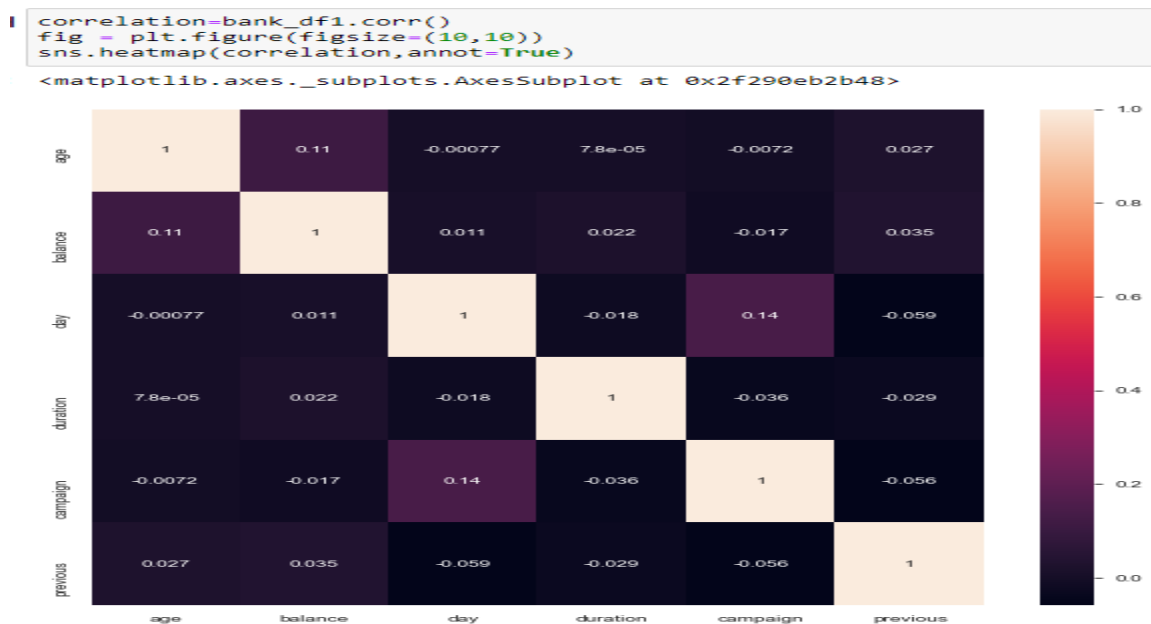 correlation=bank_df1.corr()
fig = plt.figure(figsize=(10,10))
sns.heatmap(correlation,annot=True)
<matplotlib.axes._subplots.AxesSubplot at 0x2f290eb2b48>
1.0
age 1 0.11 -0.00077 7.8e-05 -0.0072 0.027
0.8
balance 0.11 1 0.011 0.022 -0.017 0.035
0.6
day -0.00077 0.011 1 -0.018 0.14 -0.059
0.4
duration 7.8e-05 0.022 -0.018 1 -0.036 -0.029
campaign -0.0072 -0.017 0.14 -0.036 1 -0.056
0.2
previous 0.027 0.035 -0.059 -0.029 -0.056 1
0.0
age balance day duration campaign previous